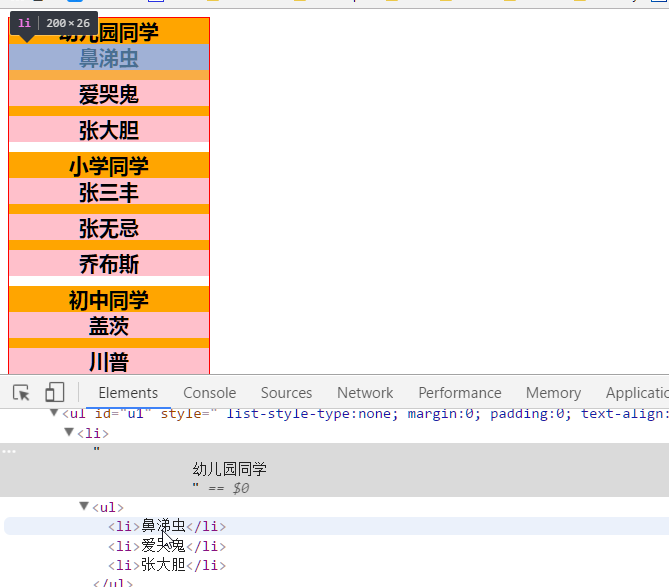 li 200×26
幼儿园同学
鼻涕虫
爱哭鬼
张大胆
小学同学
张三丰
张无忌
乔布斯
初中同学
盖茨
川普
Elements Console Sources Network Performance Memory Applicatio
▼<ul id="ul" style=" list-style-type:none; margin:0; padding:0; text-align:
▼<li>
"
幼儿园同学
" == $0
▼<ul>
<li>鼻涕虫</li>
<li>爱哭鬼</li>
<li>张大胆</li>
</ul>